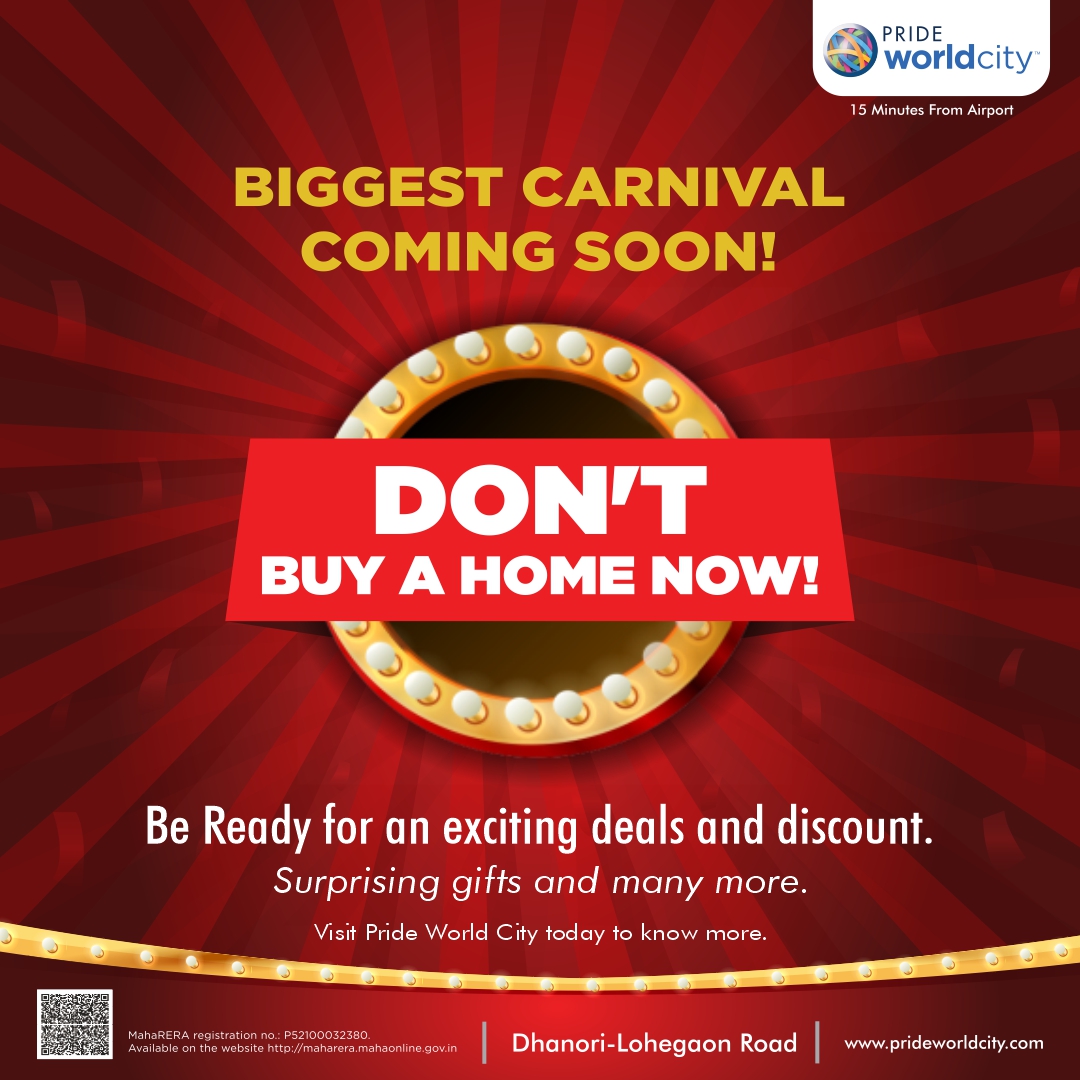 PRIDE
worldcity™
15 Minutes From Airport
BIGGEST CARNIVAL
COMING SOON!
DON'T
BUY A HOME NOW!
Be Ready for an exciting deals and discount.
Surprising gifts and many more.
Visit Pride World City today to know more.
MahaRERA registration no.: P52100032380.
Available on the website http://maharera.mahaonline.gov.in
Dhanori-Lohegaon Road
www.prideworldcity.com